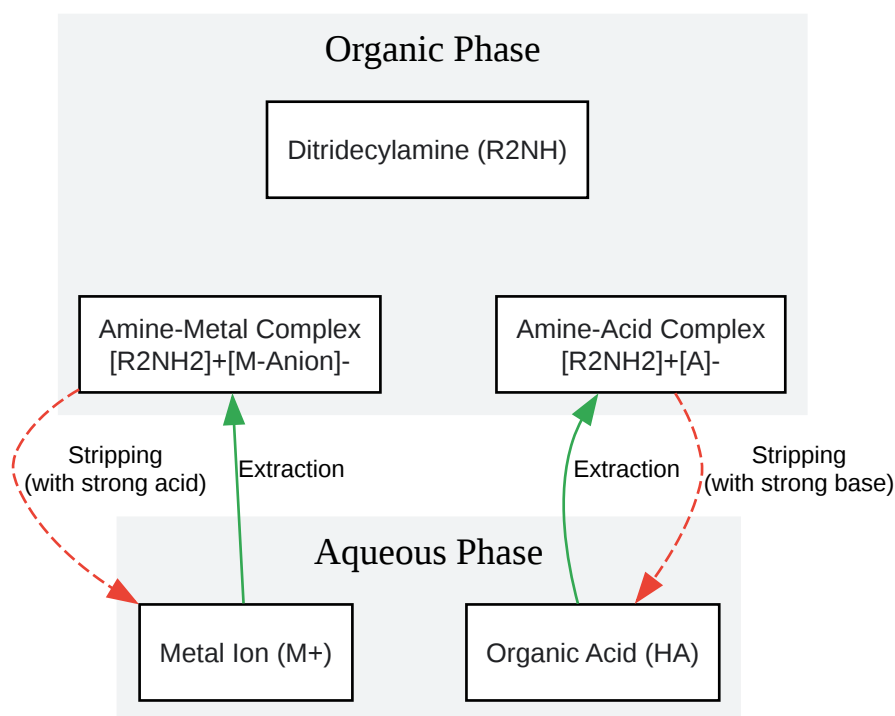 Organic Phase
Ditridecylamine (R2NH)
Amine-Metal Complex
[R2NH2]+[M-Anion]-
Amine-Acid Complex
[R2NH2]+[A]-
Stripping
(with strong acid)
Extraction
Extraction
Stripping
(with strong base)
Aqueous Phase
Metal Ion (M+)
Organic Acid (HA)